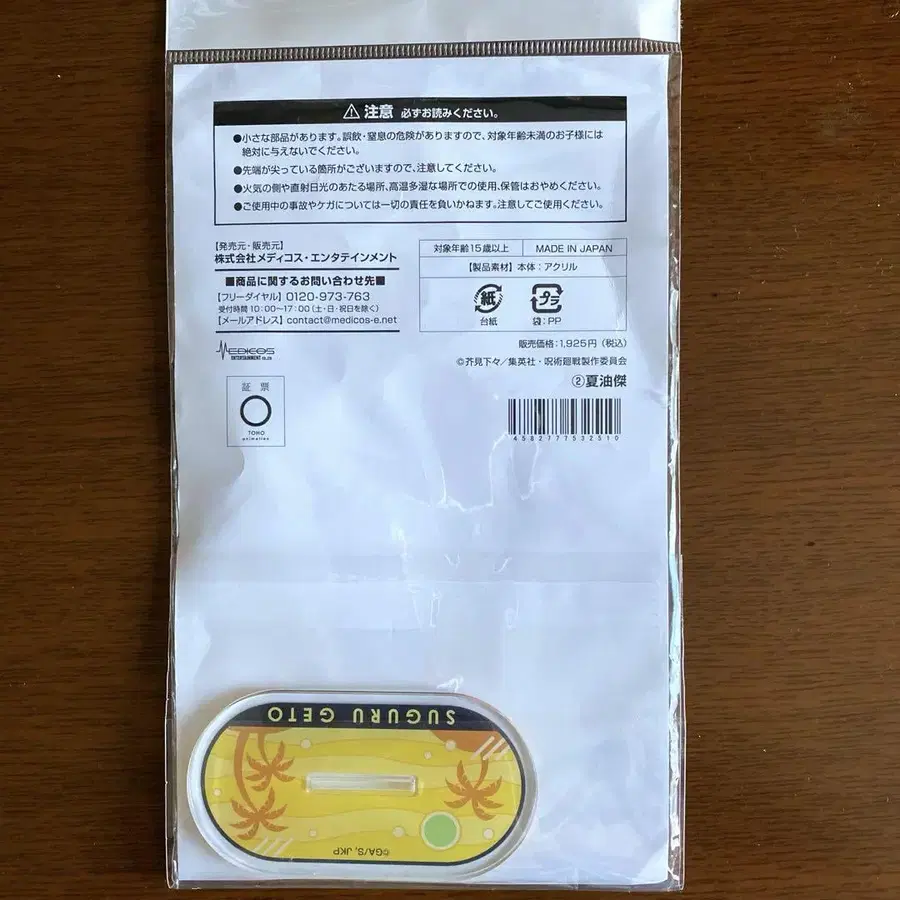 注意 必ずお読みください。
●小さな部品があります。誤飲・窒息の危険がありますので、対象年齢未満のお子様には
絶対に与えないでください。
●先端が尖っている箇所がございますので、注意してください。
●火気の側や直射日光のあたる場所、高温多湿な場所での使用、保管はおやめください。
●ご使用中の事故やケガについては一切の責任を負いかねます。注意してご使用ください。
【発売元・販売元】
株式会社メディコス・エンタテインメント
■商品に関するお問い合わせ先■
【フリーダイヤル】0120-973-763
受付時間 10:00〜17:00(土・日・祝日を除く)
【メールアドレス】contact@medicos-e.net
対象年齢15歳以上 MADE IN JAPAN
【製品素材】本体:アクリル
紙 プラ
台紙 袋:PP
販売価格:1,925円(税込)
©芥見下々/集英社・呪術廻戦製作委員会
②夏油傑
4582777532510
MEDICOS
証票
TOHO
animation
SUGURU GETO
©GA/S, JKP